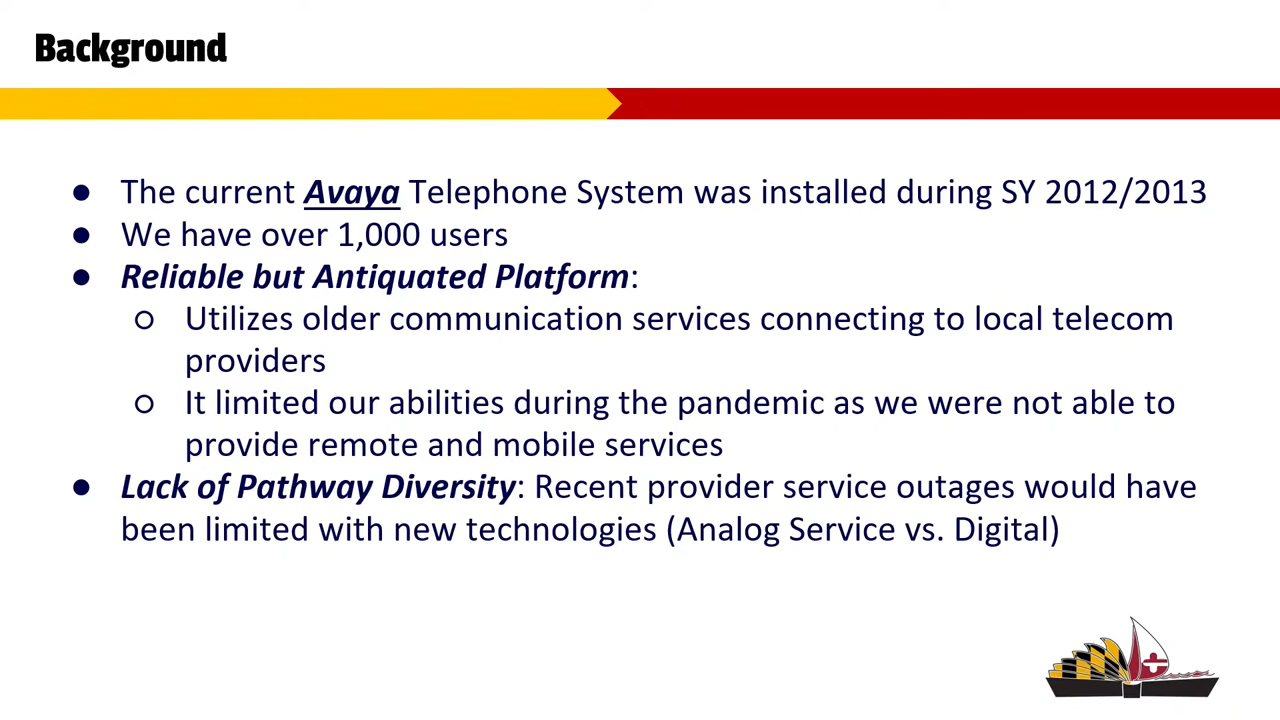 Background
● The current Avaya Telephone System was installed during SY 2012/2013
● We have over 1,000 users
● Reliable but Antiquated Platform:
○ Utilizes older communication services connecting to local telecom
providers
○ It limited our abilities during the pandemic as we were not able to
provide remote and mobile services
● Lack of Pathway Diversity: Recent provider service outages would have
been limited with new technologies (Analog Service vs. Digital)